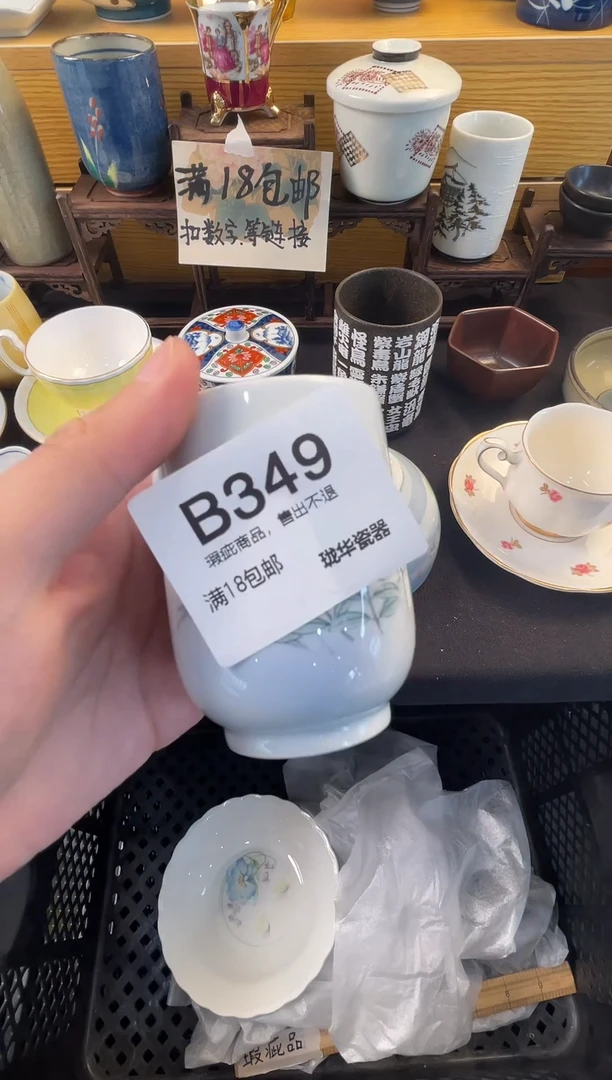 满18包邮
扣数字.等链接
B349
瑕疵商品，售出不退
满18包邮 珑华瓷器
瑕疵品